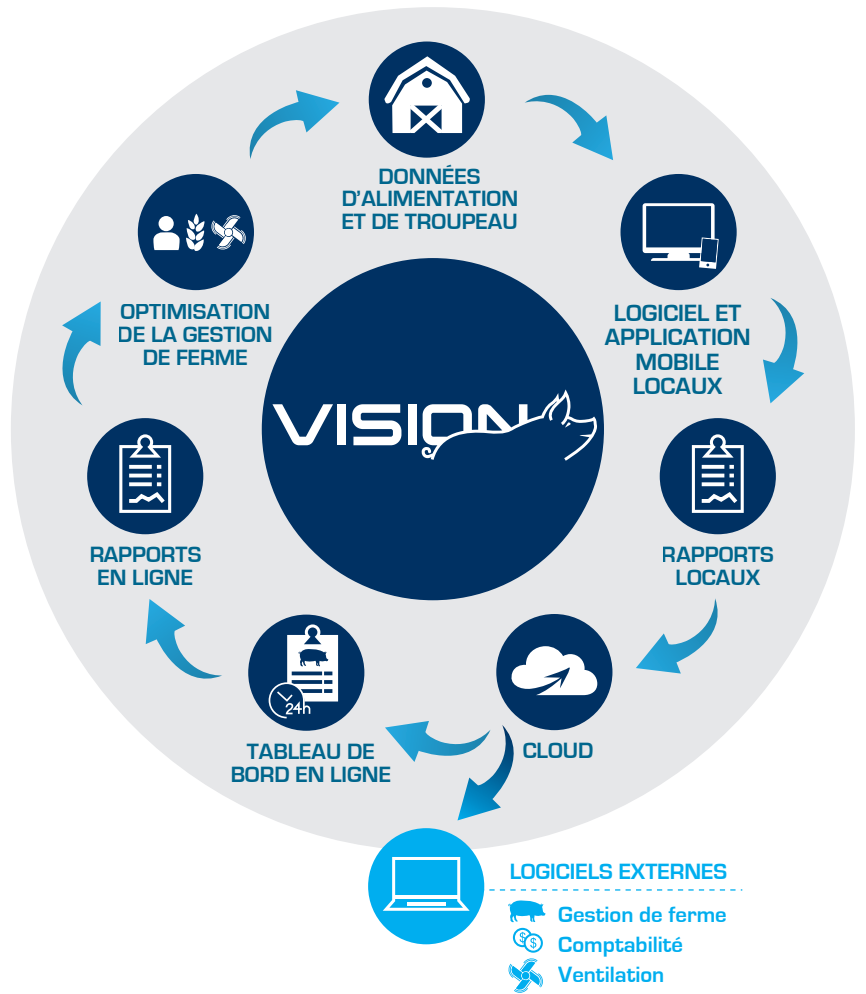 DONNÉES
D'ALIMENTATION
ET DE TROUPEAU
LOGICIEL ET
APPLICATION
MOBILE
LOCAUX
RAPPORTS
LOCAUX
CLOUD
LOGICIELS EXTERNES
Gestion de ferme
$ $
Comptabilité
Ventilation
24h
TABLEAU DE
BORD EN LIGNE
RAPPORTS
EN LIGNE
OPTIMISATION
DE LA GESTION
DE FERME
VISION